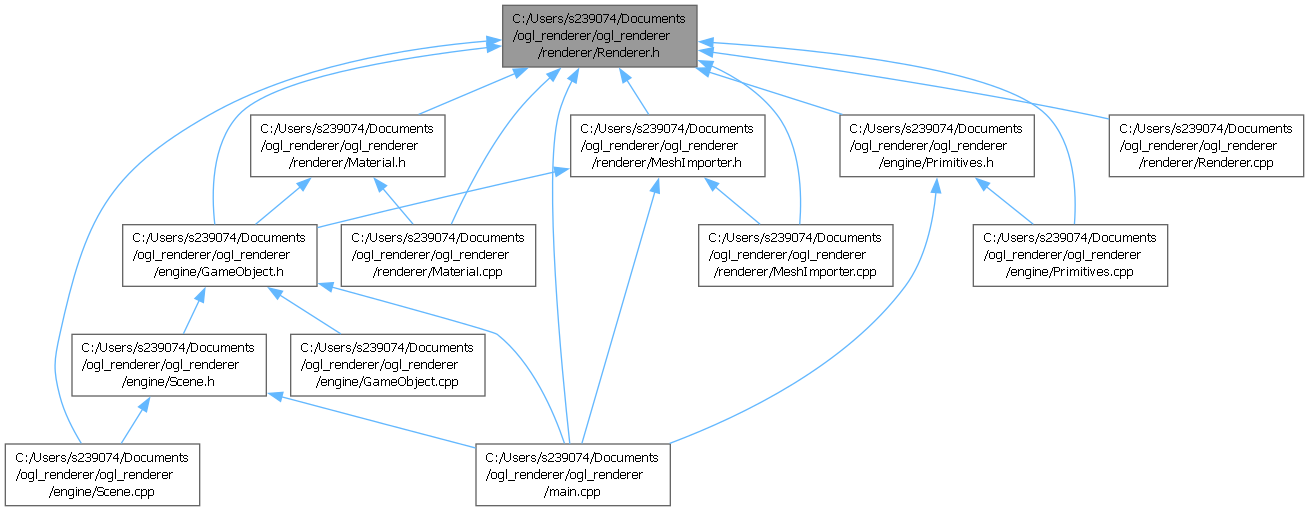 C:/Users/s239074/Documents
/ogl_renderer/ogl_renderer
/renderer/Renderer.h
C:/Users/s239074/Documents
/ogl_renderer/ogl_renderer
/renderer/Material.h
C:/Users/s239074/Documents
/ogl_renderer/ogl_renderer
/renderer/MeshImporter.h
C:/Users/s239074/Documents
/ogl_renderer/ogl_renderer
/engine/Primitives.h
C:/Users/s239074/Documents
/ogl_renderer/ogl_renderer
/renderer/Renderer.cpp
C:/Users/s239074/Documents
/ogl_renderer/ogl_renderer
/engine/GameObject.h
C:/Users/s239074/Documents
/ogl_renderer/ogl_renderer
/renderer/Material.cpp
C:/Users/s239074/Documents
/ogl_renderer/ogl_renderer
/renderer/MeshImporter.cpp
C:/Users/s239074/Documents
/ogl_renderer/ogl_renderer
/engine/Primitives.cpp
C:/Users/s239074/Documents
/ogl_renderer/ogl_renderer
/engine/Scene.h
C:/Users/s239074/Documents
/ogl_renderer/ogl_renderer
/engine/GameObject.cpp
C:/Users/s239074/Documents
/ogl_renderer/ogl_renderer
/engine/Scene.cpp
C:/Users/s239074/Documents
/ogl_renderer/ogl_renderer
/main.cpp